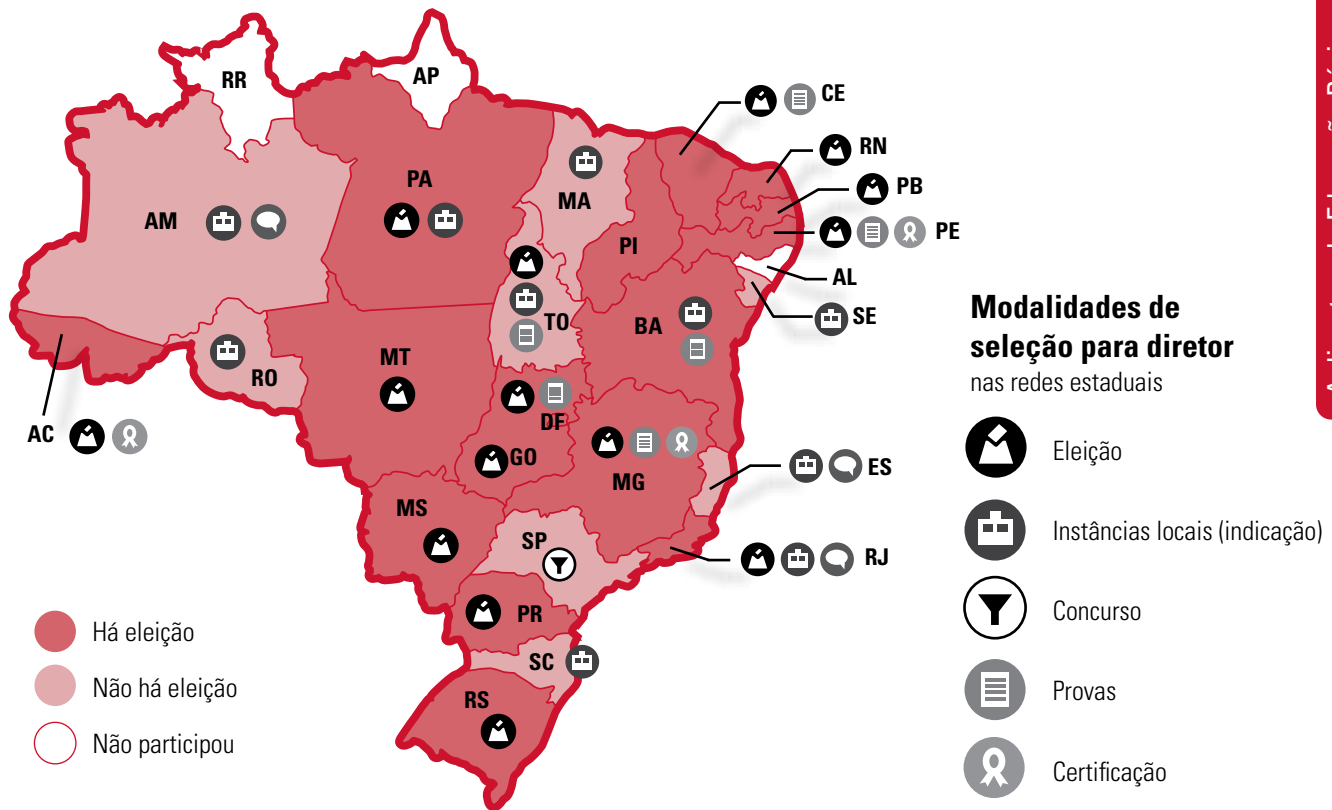 RR
AP
CE
RN
PA
PB
MA
AM
PE
PI
AL
TO
BA
SE
MT
RO
DF
AC
GO
MG
ES
MS
SP
RJ
PR
SC
RS
Há eleição
Não há eleição
Não participou
Modalidades de
seleção para diretor
nas redes estaduais
Eleição
Instâncias locais (indicação)
Concurso
Provas
Certificação